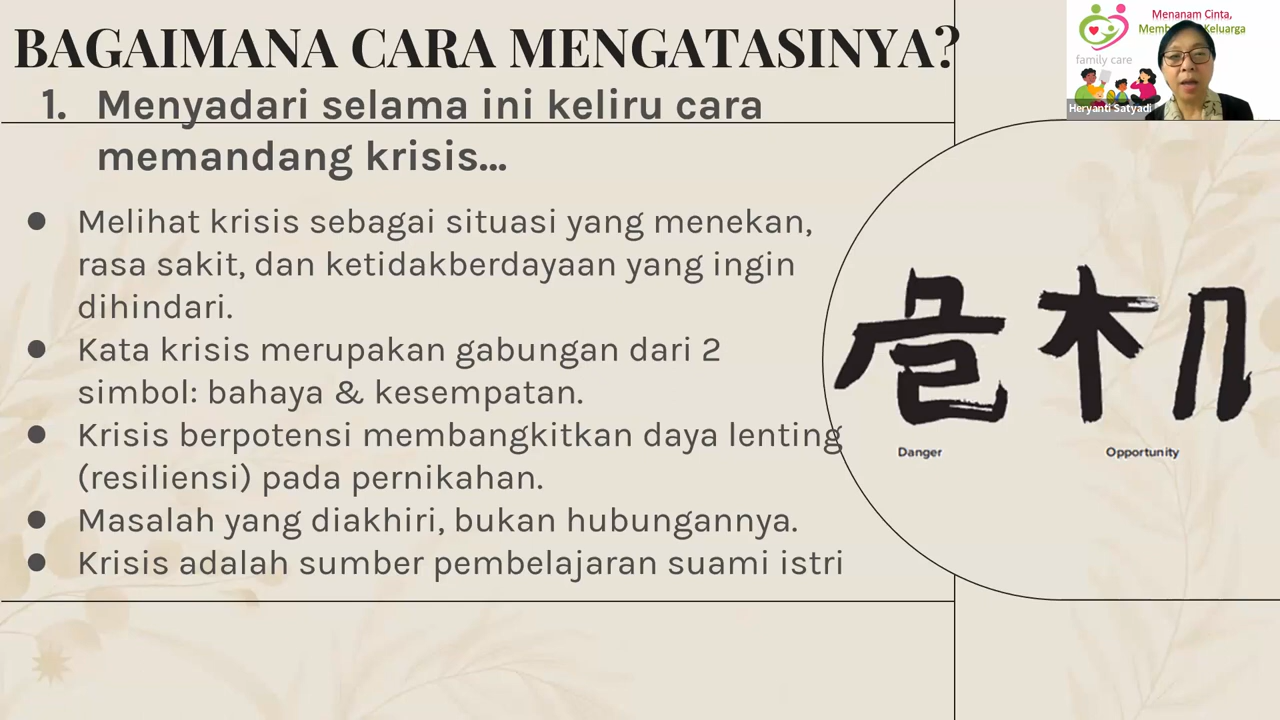 BAGAIMANA CARA MENGATASINYA?
1. Menyadari selama ini keliru cara
memandang krisis...
● Melihat krisis sebagai situasi yang menekan,
rasa sakit, dan ketidakberdayaan yang ingin
dihindari.
● Kata krisis merupakan gabungan dari 2
simbol: bahaya & kesempatan.
● Krisis berpotensi membangkitkan daya lenting
(resiliensi) pada pernikahan.
● Masalah yang diakhiri, bukan hubungannya.
● Krisis adalah sumber pembelajaran suami istri
危机
Danger
Opportunity
Menanam Cinta,
Keluarga
family care
Heryanti Satyadi